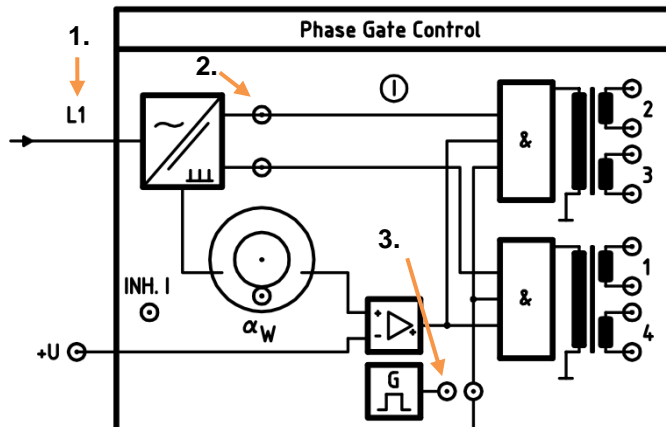 Phase Gate Control
1.
2.
L1
I
~
&
2
3
3.
INH. I
αW
+
-
+
&
1
4
+U
G